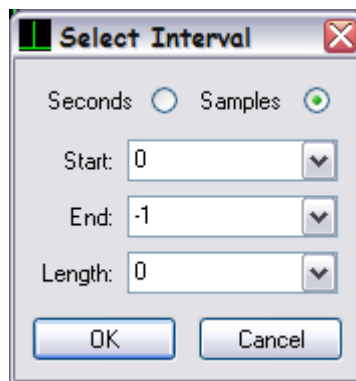 Select Interval
Seconds Samples
Start: 0
End: -1
Length: 0
OK Cancel